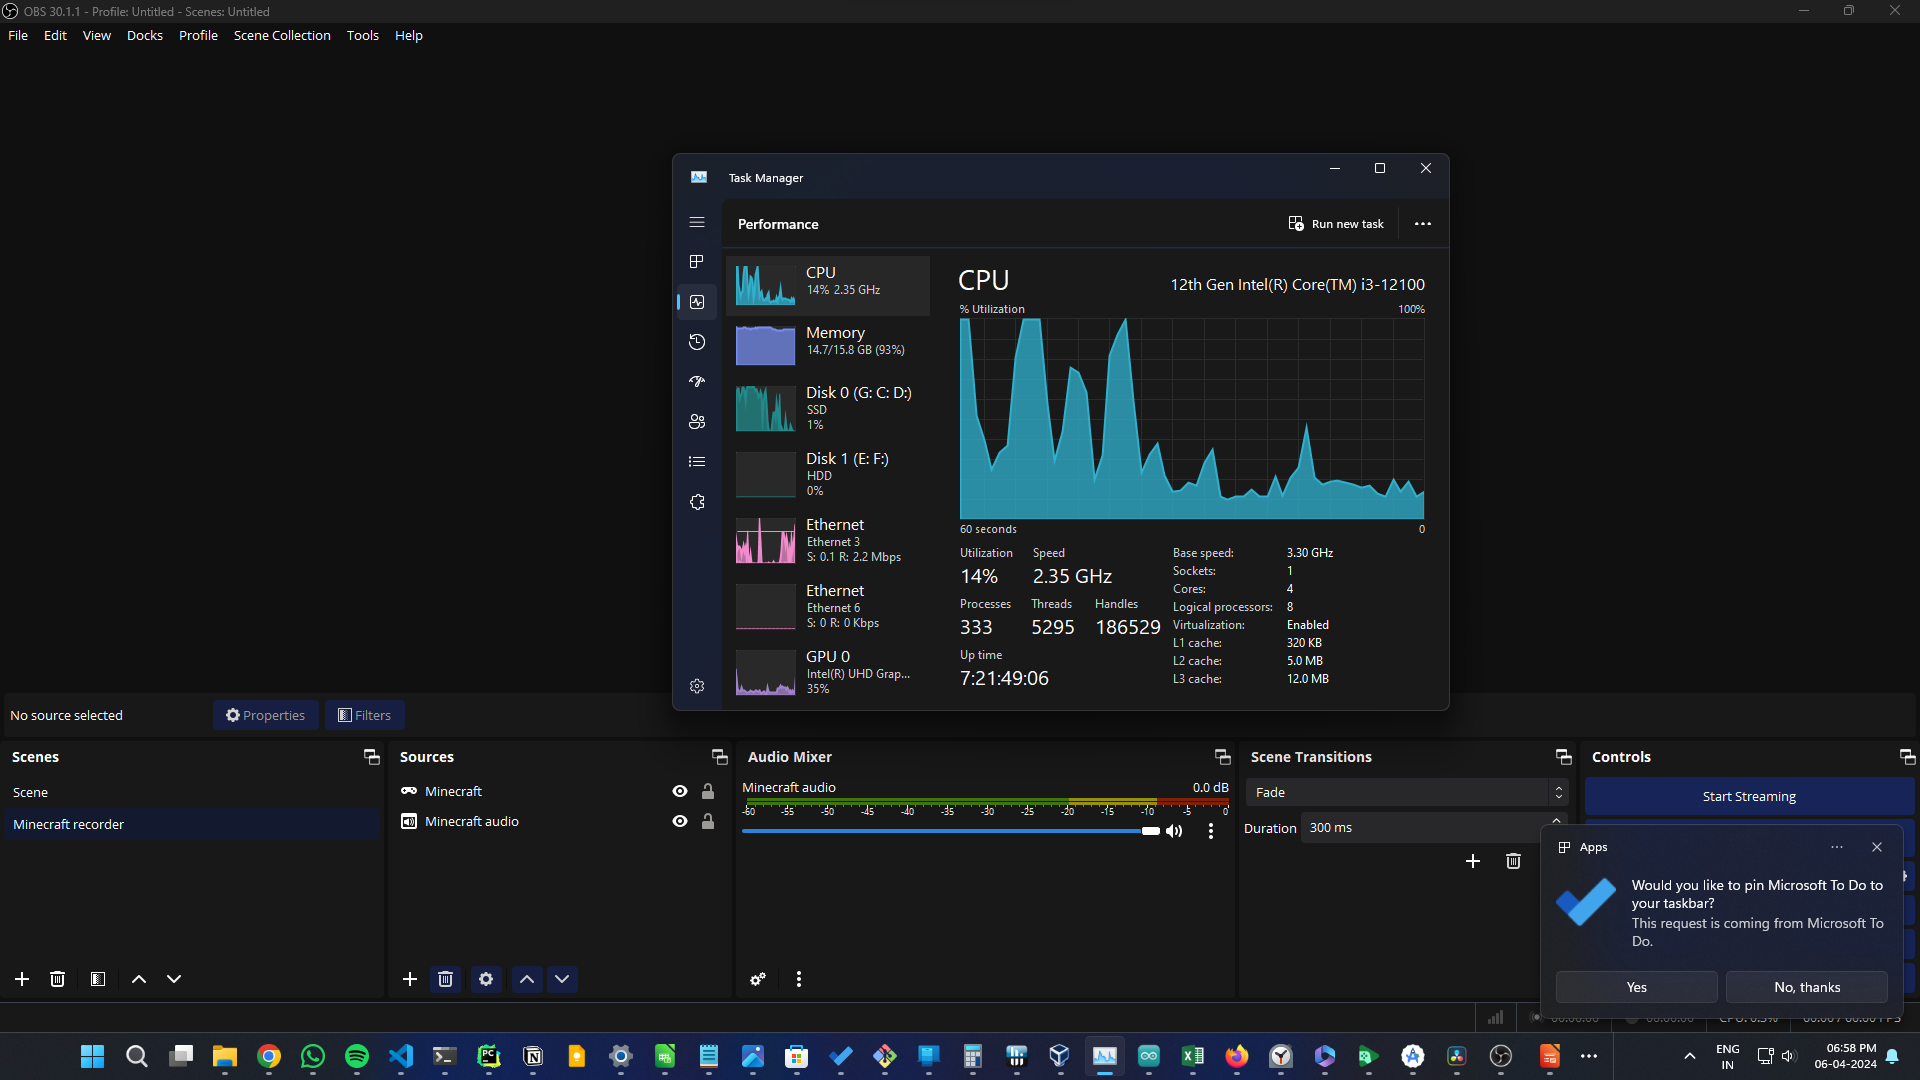 OBS 30.1.1 - Profile: Untitled - Scenes: Untitled
File Edit View Docks Profile Scene Collection Tools Help
Task Manager
Performance
Run new task
CPU
14% 2.35 GHz
Memory
14.7/15.8 GB (93%)
Disk 0 (G: C: D:)
SSD
1%
Disk 1 (E: F:)
HDD
0%
Ethernet
Ethernet 3
S: 0.1 R: 2.2 Mbps
Ethernet
Ethernet 6
S: 0 R: 0 Kbps
GPU 0
Intel(R) UHD Grap...
35%
CPU
12th Gen Intel(R) Core(TM) i3-12100
% Utilization
100%
60 seconds
0
Utilization Speed
14% 2.35 GHz
Processes Threads Handles
333 5295 186529
Up time
7:21:49:06
Base speed: 3.30 GHz
Sockets: 1
Cores: 4
Logical processors: 8
Virtualization: Enabled
L1 cache: 320 KB
L2 cache: 5.0 MB
L3 cache: 12.0 MB
No source selected
Properties
Filters
Scenes
Scene
Minecraft recorder
Sources
Minecraft
Minecraft audio
Audio Mixer
Minecraft audio
0.0 dB
-60 -55 -50 -45 -40 -35 -30 -25 -20 -15 -10 -5 0
Scene Transitions
Fade
Duration 300 ms
Controls
Start Streaming
Apps
Would you like to pin Microsoft To Do to
your taskbar?
This request is coming from Microsoft To
Do.
Yes
No, thanks
PC
ENG
IN
06:58 PM
06-04-2024